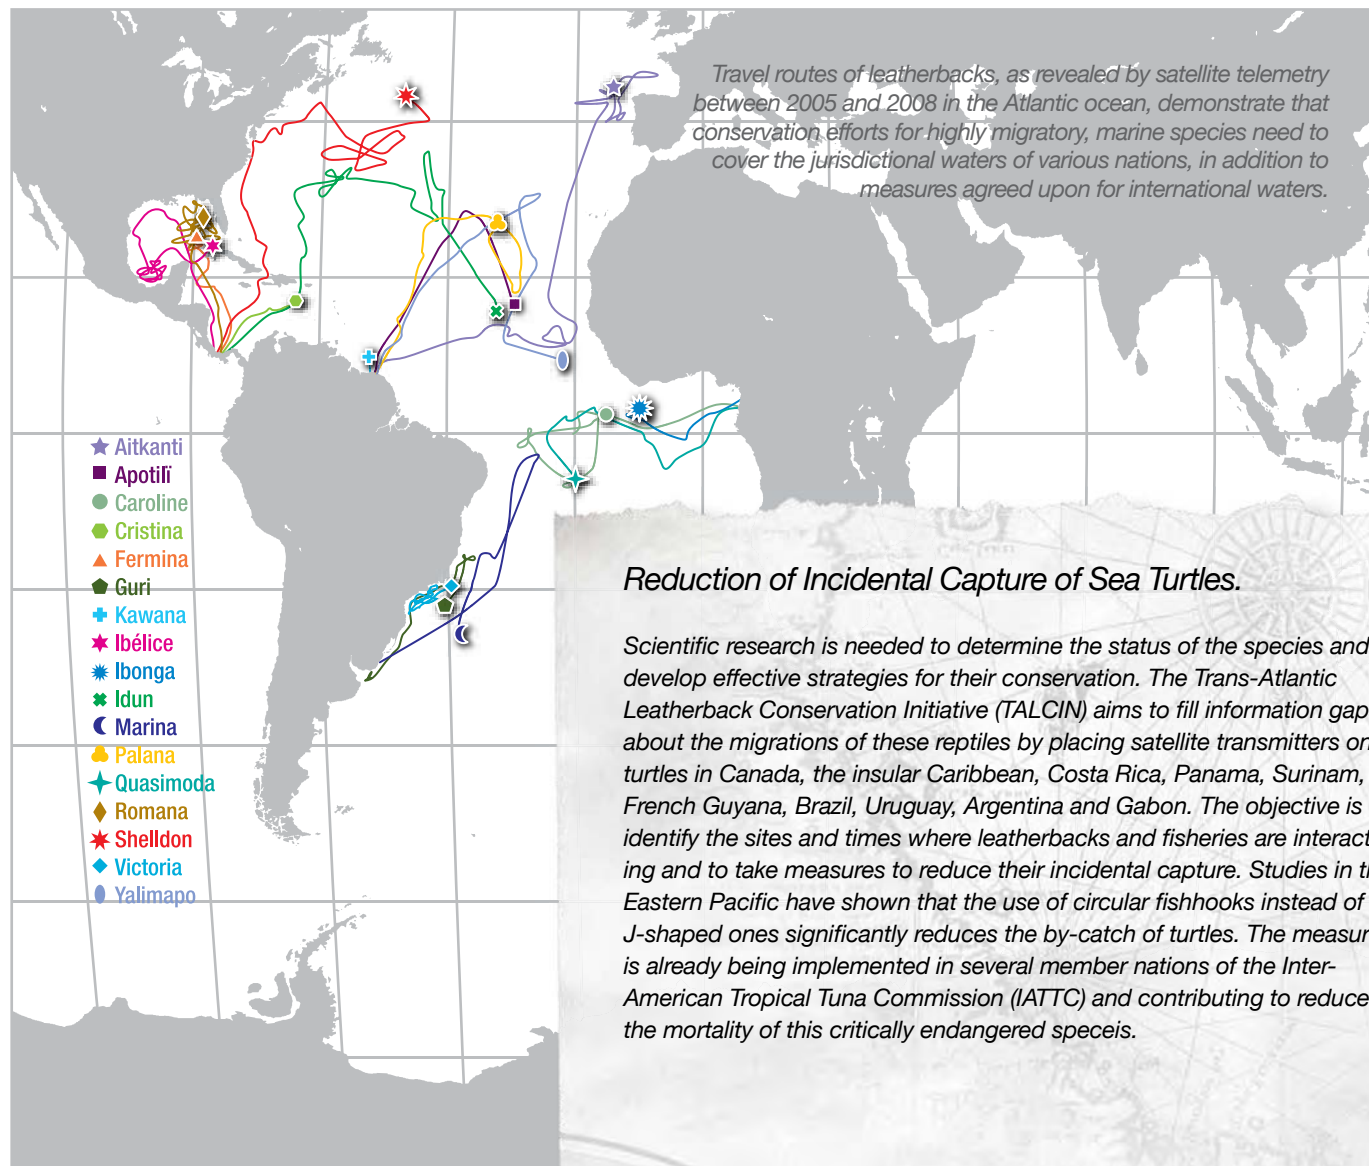 Travel routes of leatherbacks, as revealed by satellite telemetry
between 2005 and 2008 in the Atlantic ocean, demonstrate that
conservation efforts for highly migratory, marine species need to
cover the jurisdictional waters of various nations, in addition to
measures agreed upon for international waters.
Aitkanti
Apotilï
Caroline
Cristina
Fermina
Guri
Kawana
Ibélice
Ibonga
Idun
Marina
Palana
Quasimoda
Romana
Shelldon
Victoria
Yalimapo
Reduction of Incidental Capture of Sea Turtles.
Scientific research is needed to determine the status of the species and
develop effective strategies for their conservation. The Trans-Atlantic
Leatherback Conservation Initiative (TALCIN) aims to fill information gap
about the migrations of these reptiles by placing satellite transmitters on
turtles in Canada, the insular Caribbean, Costa Rica, Panama, Surinam,
French Guyana, Brazil, Uruguay, Argentina and Gabon. The objective is
identify the sites and times where leatherbacks and fisheries are interact
ing and to take measures to reduce their incidental capture. Studies in th
Eastern Pacific have shown that the use of circular fishhooks instead of
J-shaped ones significantly reduces the by-catch of turtles. The measur
is already being implemented in several member nations of the Inter-
American Tropical Tuna Commission (IATTC) and contributing to reduce
the mortality of this critically endangered speceis.